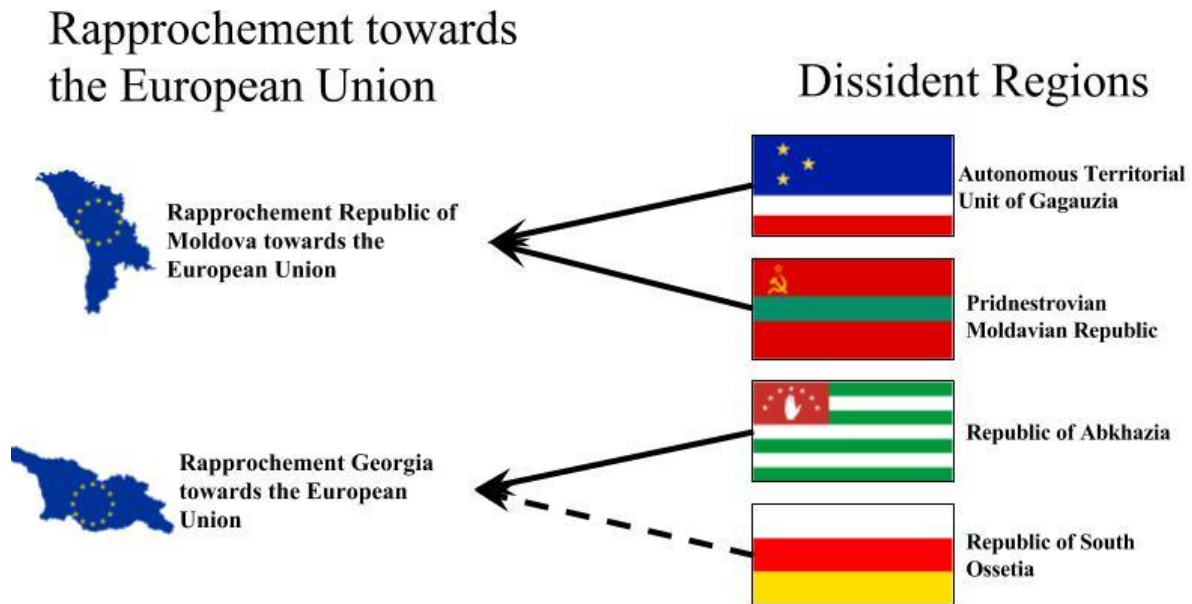 Rapprochement towards
the European Union
Dissident Regions
Rapprochement Republic of
Moldova towards the
European Union
Autonomous Territorial
Unit of Gagauzia
Pridnestrovian
Moldavian Republic
Rapprochement Georgia
towards the European
Union
Republic of Abkhazia
Republic of South
Ossetia